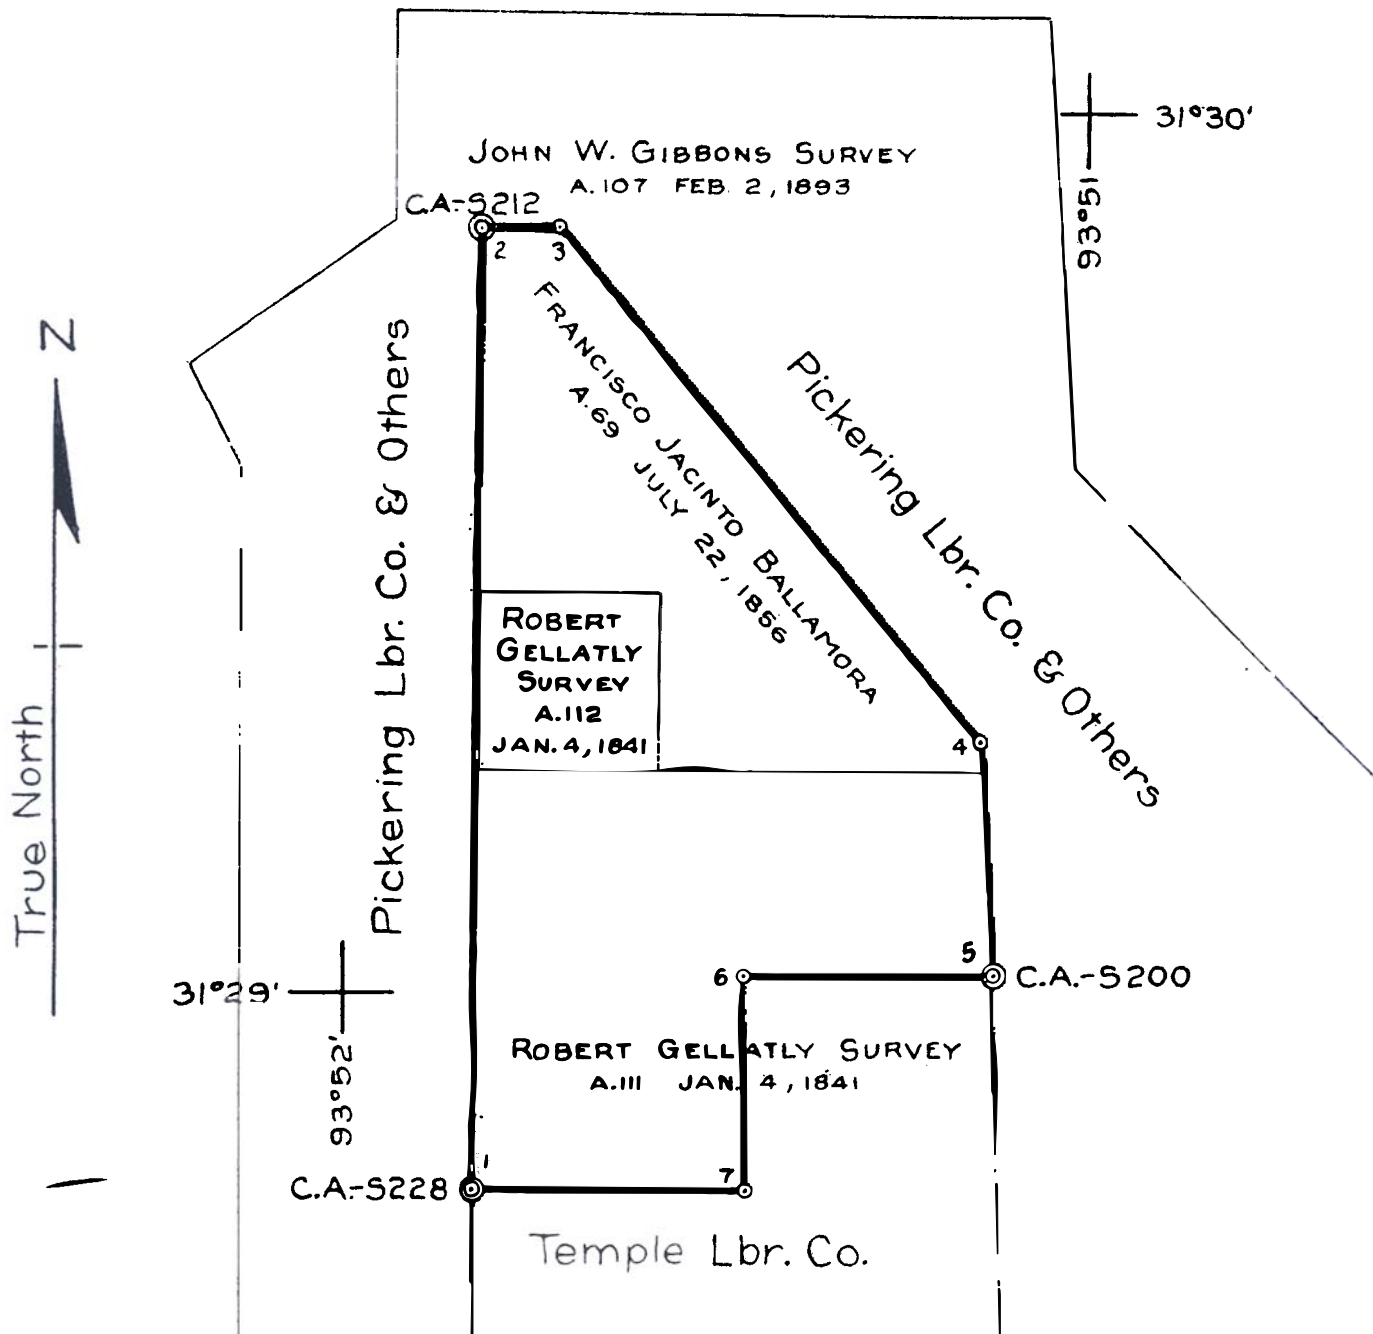 31°30'
93°51'
JOHN W. GIBBONS SURVEY
A.107 FEB. 2, 1893
C.A.-S212
2
3
N
True North
Pickering Lbr. Co. & Others
FRANCISCO JACINTO BALLAMORA
A.69 JULY 22, 1856
Pickering Lbr. Co. & Others
ROBERT
GELLATLY
SURVEY
A.112
JAN. 4, 1841
4
5
6
C.A.-S200
31°29'
93°52'
ROBERT GELLATLY SURVEY
A.111 JAN. 4, 1841
1
7
C.A.-S228
Temple Lbr. Co.